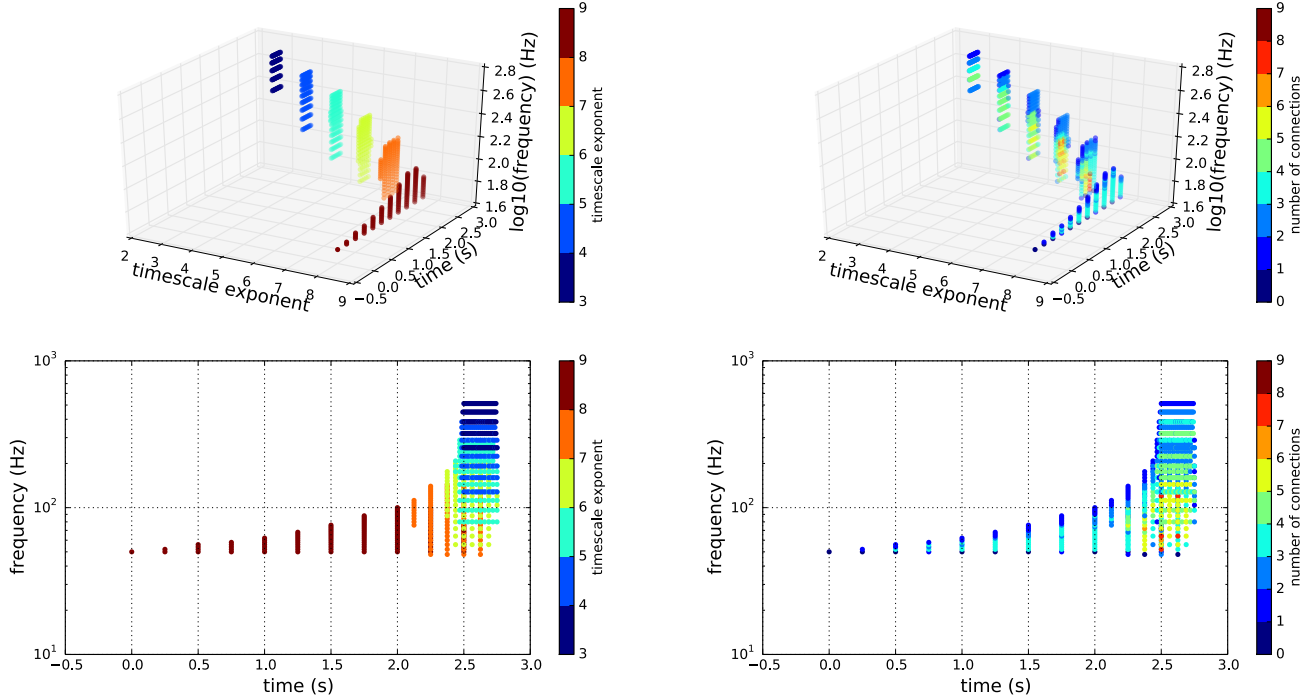 9
8
7
6
5
4
3
timescale exponent
2.8
2.6
2.4
2.2
2.0
1.8
1.6
log10(frequency) (Hz)
2 3 4 5 6 7 8 9
timescale exponent
−0.5 0.0 0.5 1.0 1.5 2.0 2.5 3.0
time (s)
9
8
7
6
5
4
3
2
1
0
number of connections
2.8
2.6
2.4
2.2
2.0
1.8
1.6
log10(frequency) (Hz)
2 3 4 5 6 7 8 9
timescale exponent
−0.5 0.0 0.5 1.0 1.5 2.0 2.5 3.0
time (s)
10³
10²
10¹
frequency (Hz)
−0.5 0.0 0.5 1.0 1.5 2.0 2.5 3.0
time (s)
9
8
7
6
5
4
3
timescale exponent
10³
10²
10¹
frequency (Hz)
−0.5 0.0 0.5 1.0 1.5 2.0 2.5 3.0
time (s)
9
8
7
6
5
4
3
2
1
0
number of connections